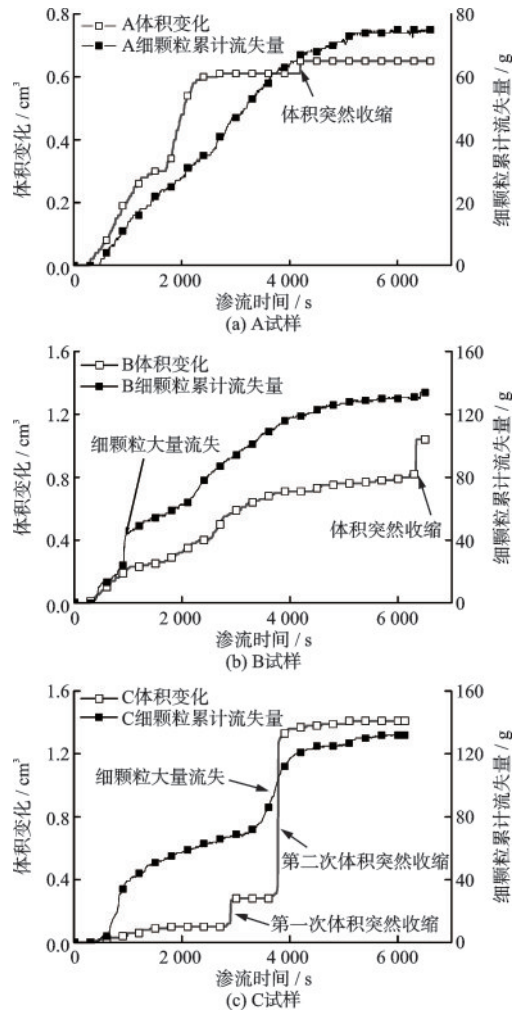 A体积变化
A细颗粒累计流失量
体积突然收缩
体积变化 / cm³
细颗粒累计流失量 / g
0.8
0.6
0.4
0.2
0.0
80
60
40
20
0
0
2 000
4 000
6 000
渗流时间 / s
(a) A试样
B体积变化
B细颗粒累计流失量
细颗粒大量流失
体积突然收缩
体积变化 / cm³
细颗粒累计流失量 / g
1.6
1.2
0.8
0.4
0.0
160
120
80
40
0
0
2 000
4 000
6 000
渗流时间 / s
(b) B试样
C体积变化
C细颗粒累计流失量
细颗粒大量流失
第二次体积突然收缩
第一次体积突然收缩
体积变化 / cm³
细颗粒累计流失量 / g
1.6
1.2
0.8
0.4
0.0
160
120
80
40
0
0
2 000
4 000
6 000
渗流时间 / s
(c) C试样